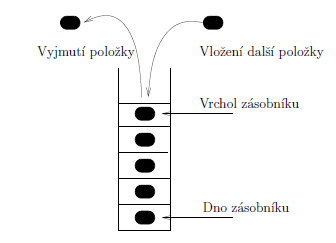 Vyjmutí položky
Vložení další položky
Vrchol zásobníku
Dno zásobníku